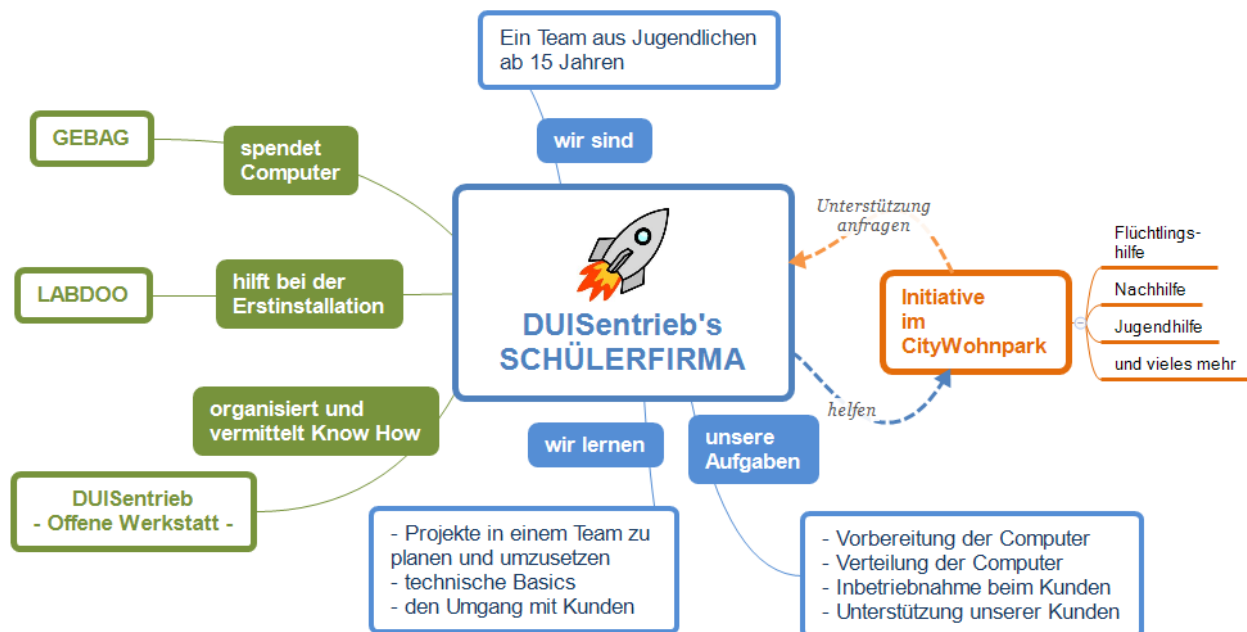 Ein Team aus Jugendlichen
ab 15 Jahren
wir sind
GEBAG
spendet
Computer
LABDOO
hilft bei der
Erstinstallation
organisiert und
vermittelt Know How
DUISentrieb
- Offene Werkstatt -
DUISentrieb's
SCHÜLERFIRMA
Unterstützung
anfragen
helfen
Initiative
im
CityWohnpark
Flüchtlings-
hilfe
Nachhilfe
Jugendhilfe
und vieles mehr
wir lernen
- Projekte in einem Team zu
planen und umzusetzen
- technische Basics
- den Umgang mit Kunden
unsere
Aufgaben
- Vorbereitung der Computer
- Verteilung der Computer
- Inbetriebnahme beim Kunden
- Unterstützung unserer Kunden